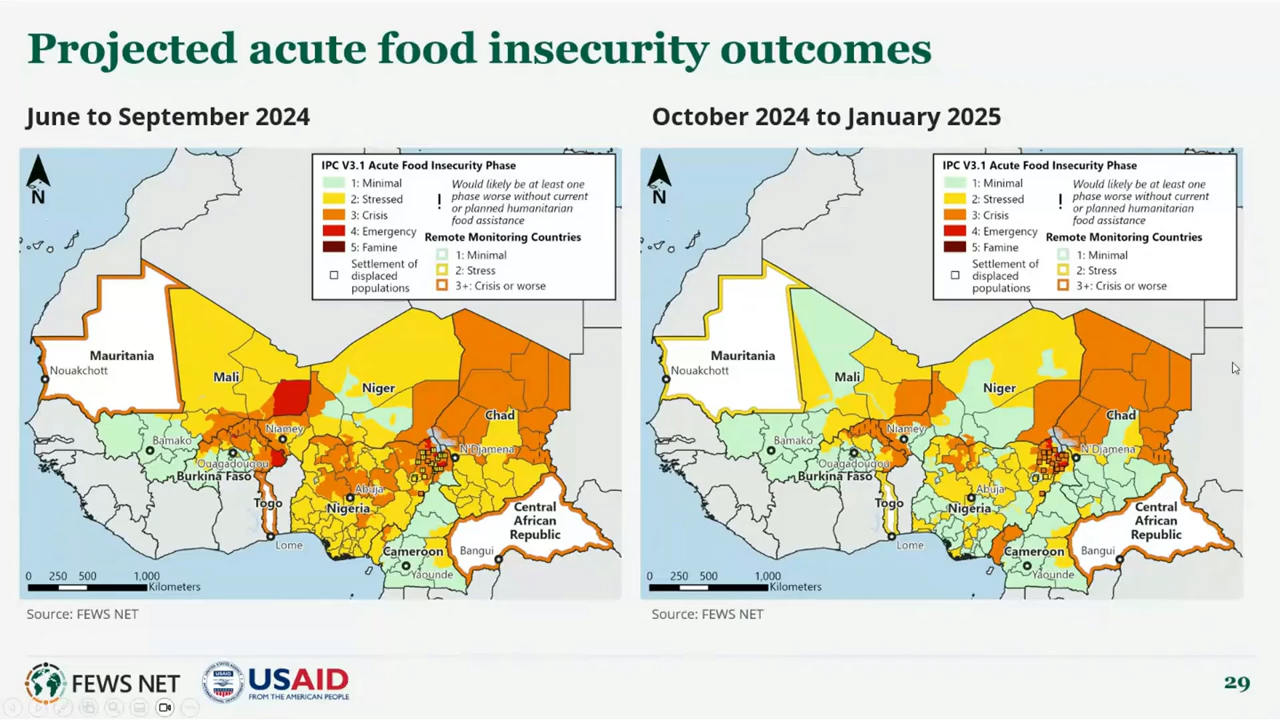 Projected acute food insecurity outcomes
June to September 2024
IPC V3.1 Acute Food Insecurity Phase
1: Minimal
2: Stressed
3: Crisis
4: Emergency
5: Famine
Settlement of
displaced
populations
!
Would likely be at least one
phase worse without current
or planned humanitarian
food assistance
Remote Monitoring Countries
1: Minimal
2: Stress
3+: Crisis or worse
N
Mauritania
Nouakchott
Mali
Niger
Chad
Niamey
N'Djamena
Bamako
Ouagadougou
Burkina Faso
Togo
Abuja
Nigeria
Central
African
Republic
Lome
Cameroon
Bangui
Yaounde
0 250 500 1,000
Kilometers
Source: FEWS NET
October 2024 to January 2025
IPC V3.1 Acute Food Insecurity Phase
1: Minimal
2: Stressed
3: Crisis
4: Emergency
5: Famine
Settlement of
displaced
populations
!
Would likely be at least one
phase worse without current
or planned humanitarian
food assistance
Remote Monitoring Countries
1: Minimal
2: Stress
3+: Crisis or worse
N
Mauritania
Nouakchott
Mali
Niger
Chad
Niamey
N'Djamena
Bamako
Ouagadougou
Burkina Faso
Togo
Abuja
Nigeria
Central
African
Republic
Lome
Cameroon
Bangui
Yaounde
0 250 500 1,000
Kilometers
Source: FEWS NET
FEWS NET
USAID
USAID
FROM THE AMERICAN PEOPLE
29